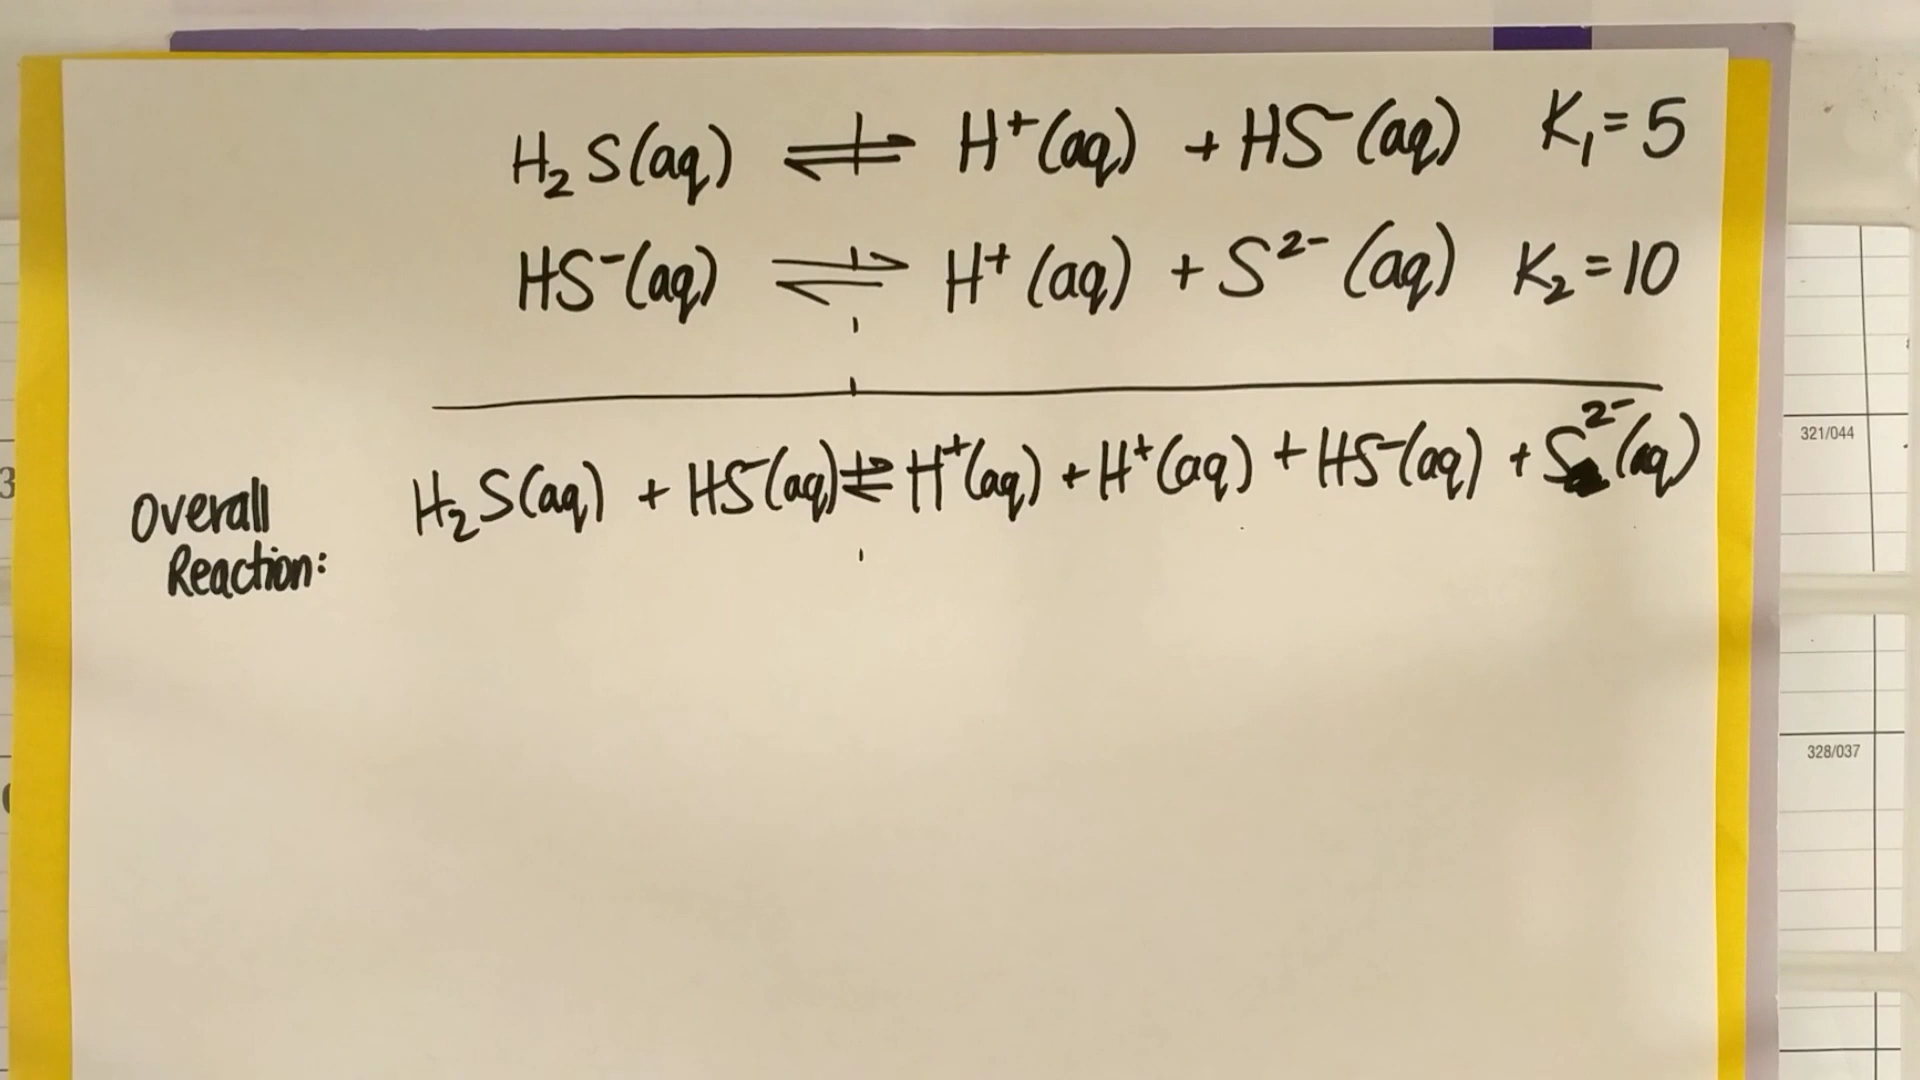 H₂S(aq) ⇌ H⁺(aq) + HS⁻(aq) K₁=5
HS⁻(aq) ⇌ H⁺(aq) + S²⁻(aq) K₂=10
H₂S(aq) + HS⁻(aq) ⇌ H⁺(aq) + H⁺(aq) + HS⁻(aq) + S²⁻(aq)
Overall
Reaction:
321/044
328/037
3